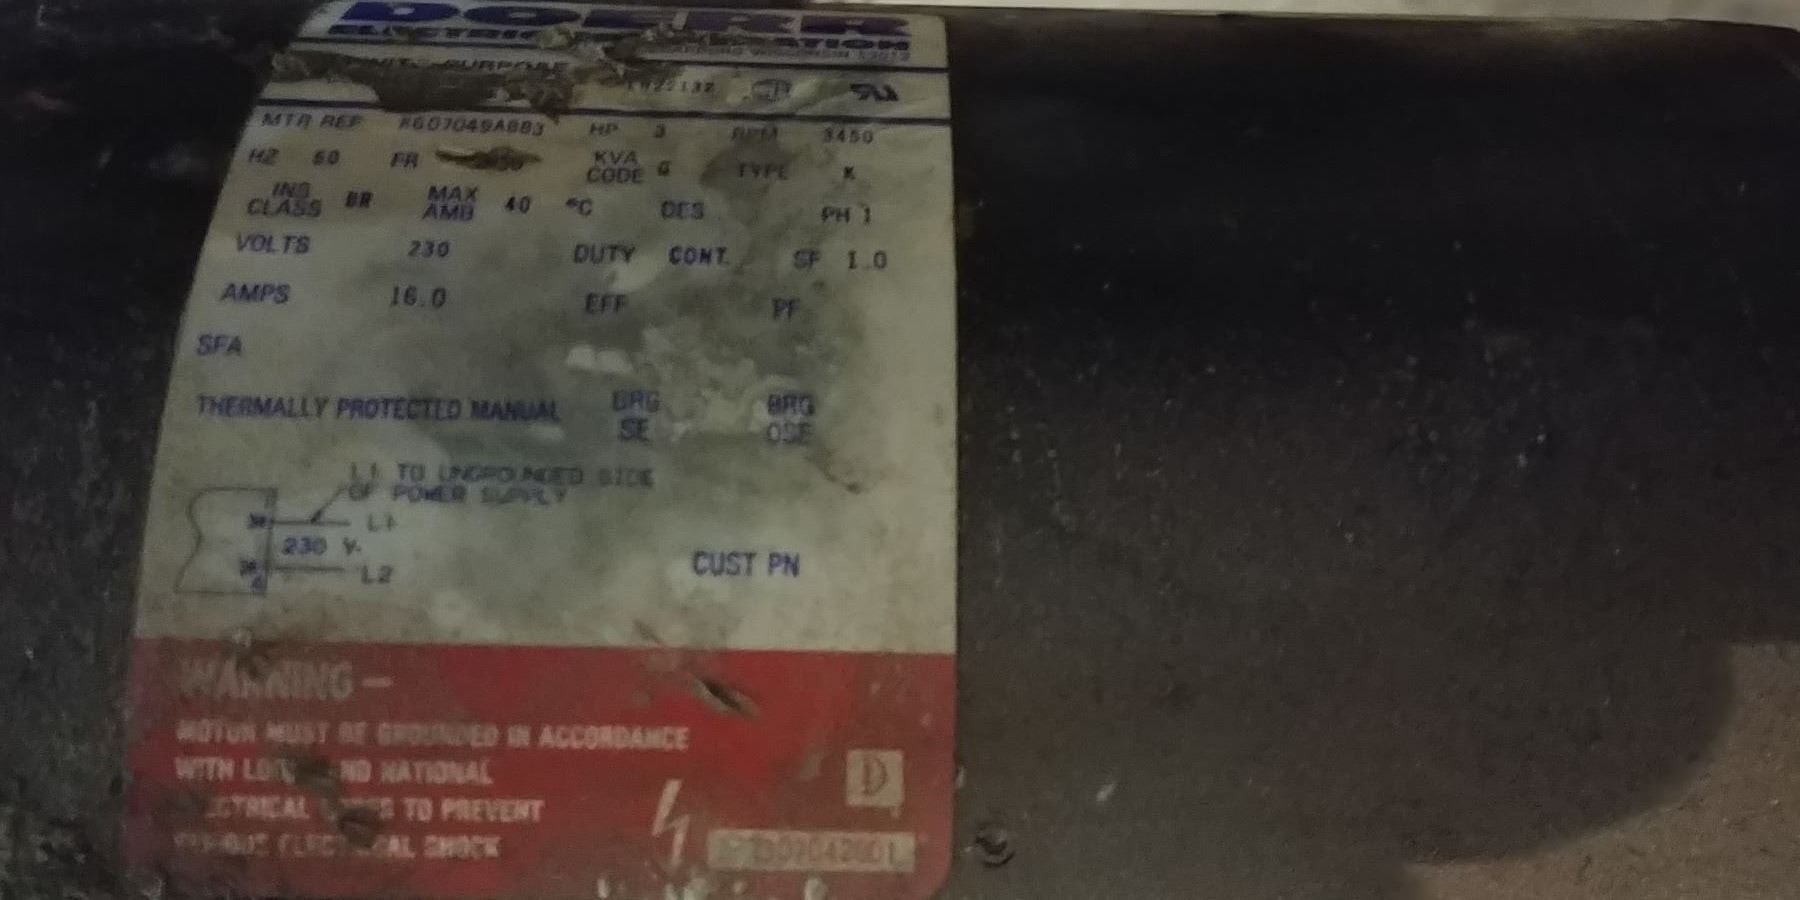 DOERR
ELECTRIC
PURPOSE
MTR REF HP 3 RPM 3450
HZ 60 FR KVA CODE G TYPE K
INS CLASS BR MAX AMB 40 °C DES PH 1
VOLTS 230 DUTY CONT. SF 1.0
AMPS 16.0 EFF PF
SFA
THERMALLY PROTECTED MANUAL BRG SE BRG OSE
L1 TO UNGROUNDED SIDE
OF POWER SUPPLY
L1
230 V.
L2
CUST PN
WARNING –
MOTOR MUST BE GROUNDED IN ACCORDANCE
WITH NATIONAL
TO PREVENT
SHOCK
D